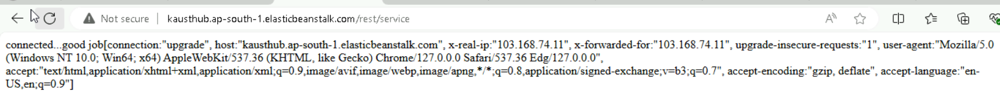 Not secure | kausthub.ap-south-1.elasticbeanstalk.com/rest/service
connected...good job[connection:"upgrade", host:"kausthub.ap-south-1.elasticbeanstalk.com", x-real-ip:"103.168.74.11", x-forwarded-for:"103.168.74.11", upgrade-insecure-requests:"1", user-agent:"Mozilla/5.0
(Windows NT 10.0; Win64; x64) AppleWebKit/537.36 (KHTML, like Gecko) Chrome/127.0.0.0 Safari/537.36 Edg/127.0.0.0",
accept:"text/html,application/xhtml+xml,application/xml;q=0.9,image/avif,image/webp,image/apng,*/*;q=0.8,application/signed-exchange;v=b3;q=0.7", accept-encoding:"gzip, deflate", accept-language:"en-
US,en;q=0.9"]